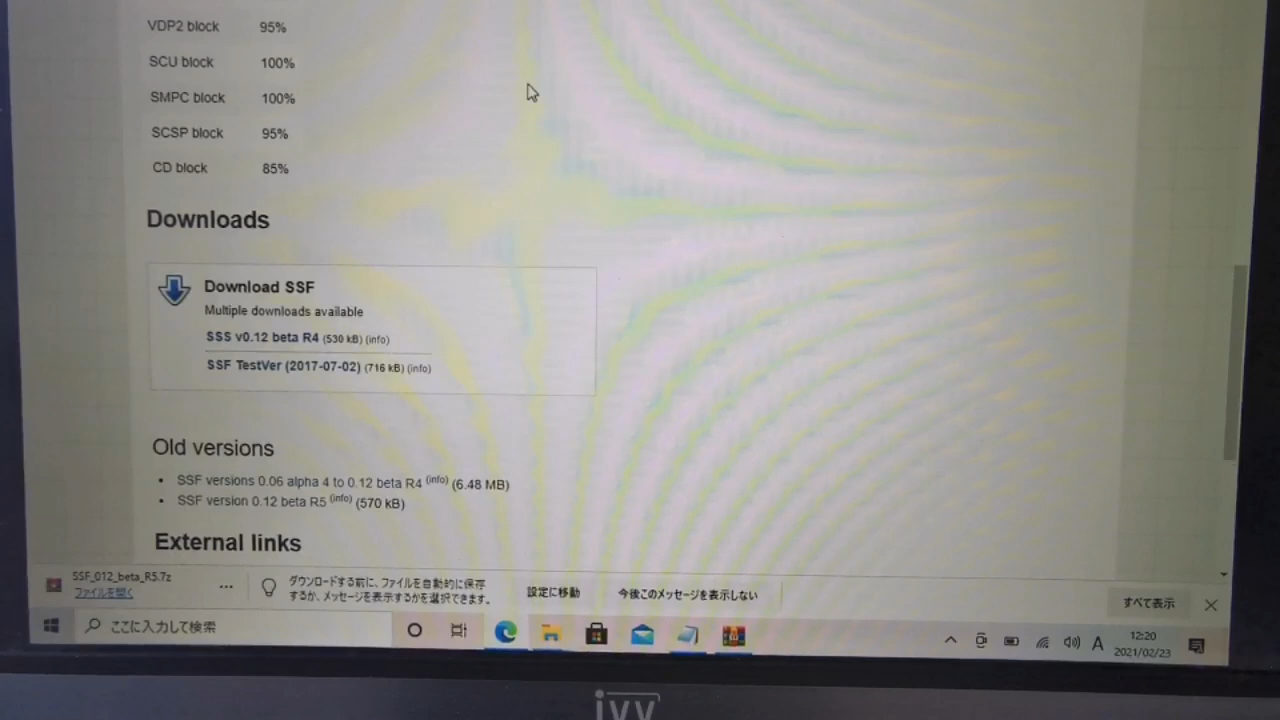 VDP2 block 95%
SCU block 100%
SMPC block 100%
SCSP block 95%
CD block 85%
Downloads
Download SSF
Multiple downloads available
SSS v0.12 beta R4 (530 kB) (info)
SSF TestVer (2017-07-02) (716 kB) (info)
Old versions
• SSF versions 0.06 alpha 4 to 0.12 beta R4 (info) (6.48 MB)
• SSF version 0.12 beta R5 (info) (570 kB)
External links
SSF_012_beta_R5.7z
ファイルを開く
ダウンロードする前に、ファイルを自動的に保存
するか、メッセージを表示するかを選択できます。
設定に移動
今後このメッセージを表示しない
すべて表示
ここに入力して検索
A
12:20
2021/02/23